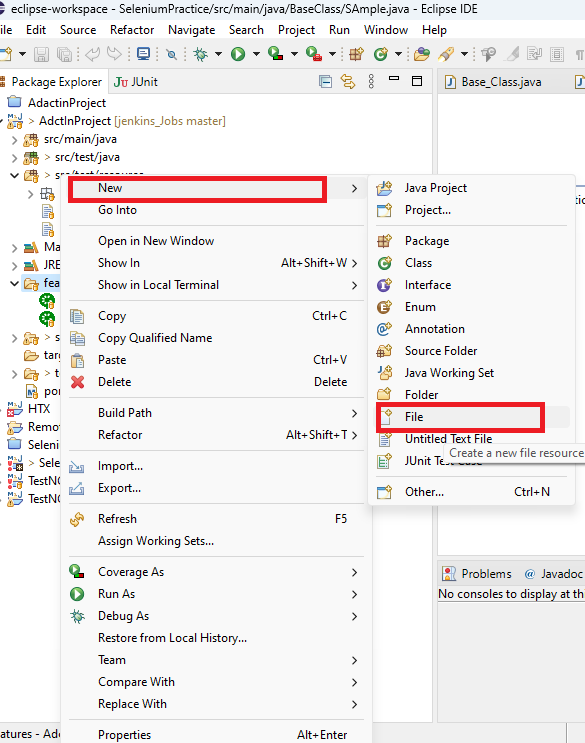 eclipse-workspace - SeleniumPractice/src/main/java/BaseClass/SAmple.java - Eclipse IDE
Edit Source Refactor Navigate Search Project Run Window Help
Package Explorer JUnit
Base_Class.java
AdactinProject
> AdctInProject [jenkins_Jobs master]
src/main/java
> src/test/java
> src/test/resource
New
Go Into
Open in New Window
Show In Alt+Shift+W
Show in Local Terminal
Copy Ctrl+C
Copy Qualified Name
Paste Ctrl+V
Delete Delete
Build Path
Refactor Alt+Shift+T
Import...
Export...
Refresh F5
Assign Working Sets...
Coverage As
Run As
Debug As
Restore from Local History...
Team
Compare With
Replace With
Properties Alt+Enter
Java Project
Project...
Package
Class
Interface
Enum
Annotation
Source Folder
Java Working Set
Folder
File
Untitled Text File
Create a new file resource
JUnit Test Case
Other... Ctrl+N
Ma
JRE
fea
> s
targ
> t
por
HTX
Remo
Seleni
> Sele
TestNG
TestNG
Problems @ Javadoc
No consoles to display at th